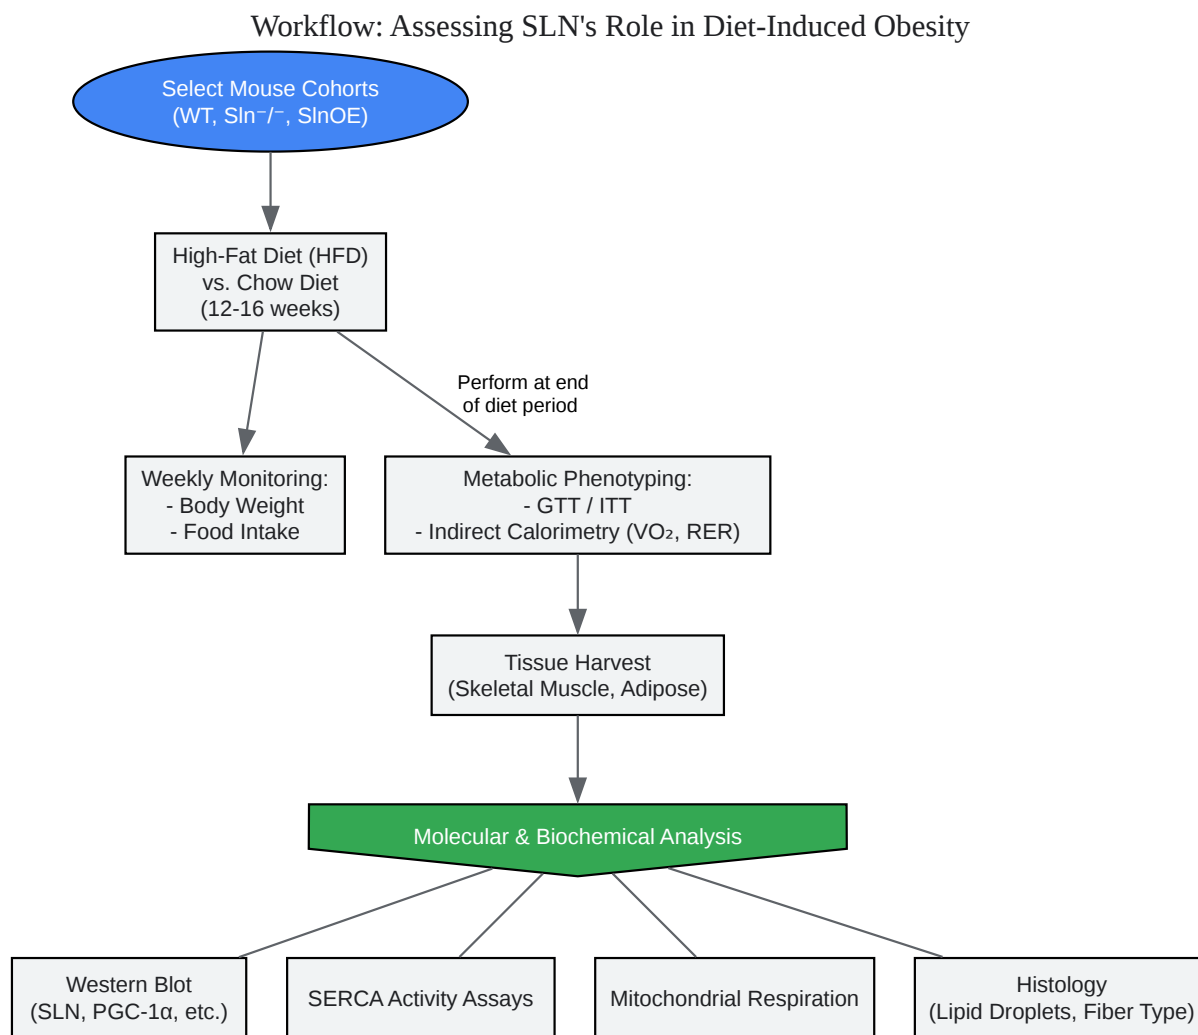 Workflow: Assessing SLN's Role in Diet-Induced Obesity
Select Mouse Cohorts
(WT, Sln⁻/⁻, SlnOE)
High-Fat Diet (HFD)
vs. Chow Diet
(12-16 weeks)
Perform at end
of diet period
Weekly Monitoring:
- Body Weight
- Food Intake
Metabolic Phenotyping:
- GTT / ITT
- Indirect Calorimetry (VO₂, RER)
Tissue Harvest
(Skeletal Muscle, Adipose)
Molecular & Biochemical Analysis
Western Blot
(SLN, PGC-1α, etc.)
SERCA Activity Assays
Mitochondrial Respiration
Histology
(Lipid Droplets, Fiber Type)